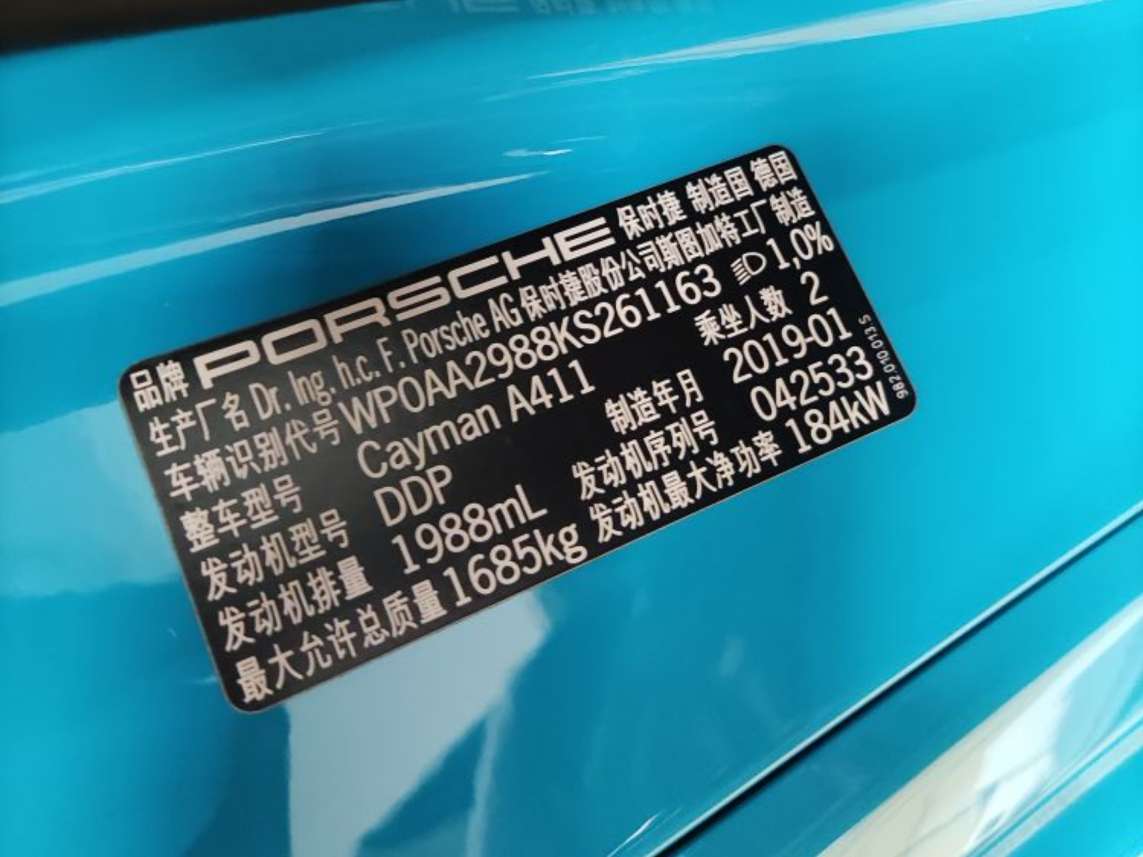 品牌 PORSCHE 保时捷 制造国 德国
生产厂名 Dr. Ing. h.c. F. Porsche AG 保时捷股份公司斯图加特工厂制造
车辆识别代号 WP0AA2988KS261163 1,0%
整车型号 Cayman A411 乘坐人数 2
发动机型号 DDP 制造年月 2019-01
发动机排量 1988mL 发动机序列号 042533
最大允许总质量 1685kg 发动机最大净功率 184kW
982.010.013.S